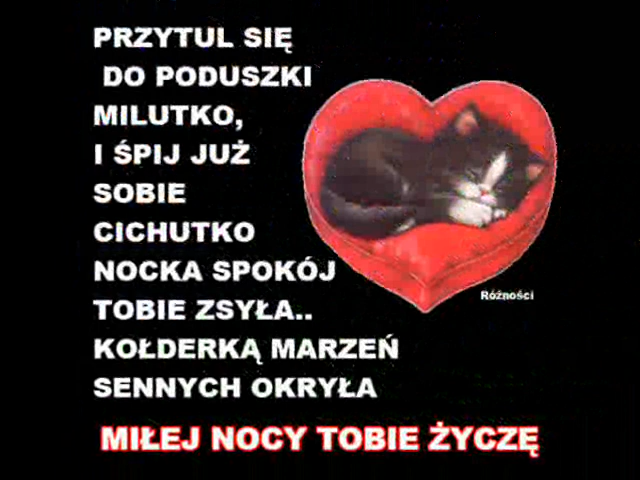 PRZYTUL SIĘ
DO PODUSZKI
MILUTKO,
I ŚPIJ JUŻ
SOBIE
CICHUTKO
NOCKA SPOKÓJ
TOBIE ZSYŁA..
KOŁDERKĄ MARZEŃ
SENNYCH OKRYŁA
Różności
MIŁEJ NOCY TOBIE ŻYCZĘ